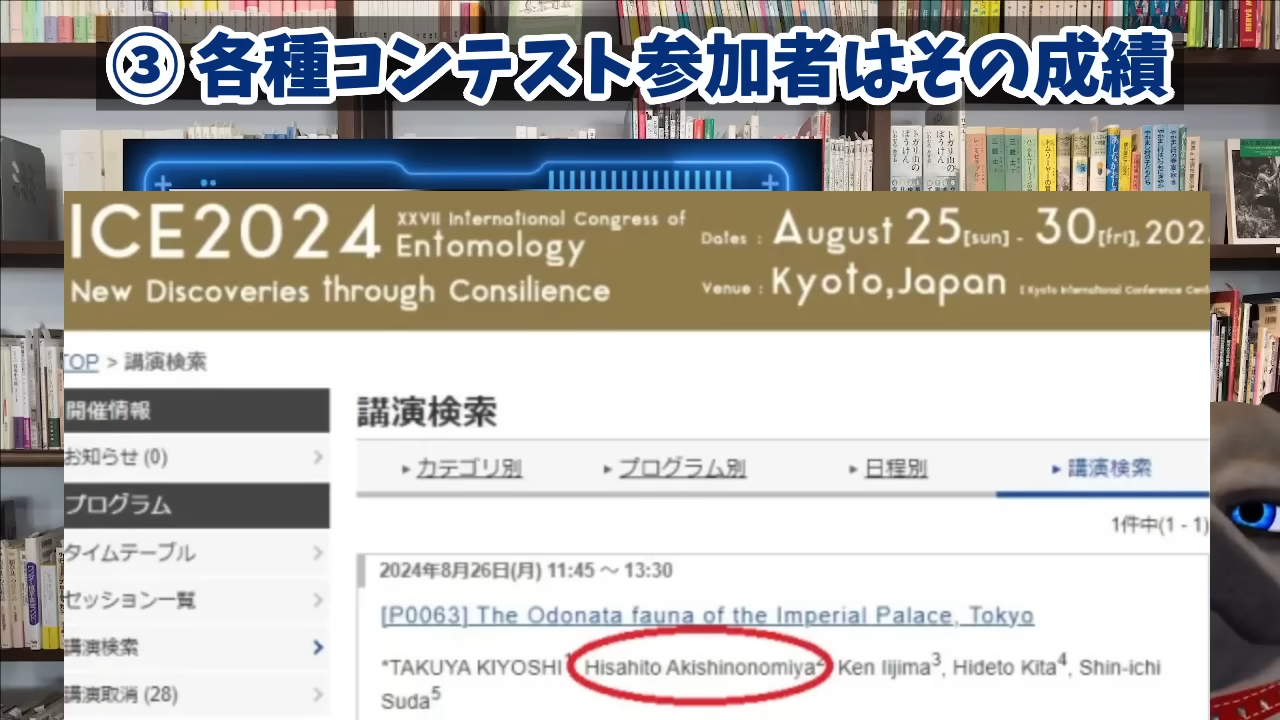 ③各種コンテスト参加者はその成績
ICE2024 XXVII International Congress of Entomology
New Discoveries through Consilience
Dates : August 25[sun] - 30[fri], 202
Venue : Kyoto,Japan [ Kyoto International Conference Cent
TOP > 講演検索
開催情報
お知らせ (0)
プログラム
タイムテーブル
セッション一覧
講演検索
講演取消 (28)
講演検索
カテゴリ別 プログラム別 日程別 講演検索
1件中(1 - 1)
2024年8月26日(月) 11:45 ～ 13:30
[P0063] The Odonata fauna of the Imperial Palace, Tokyo
*TAKUYA KIYOSHI1, Hisahito Akishinonomiya2, Ken Iijima3, Hideto Kita4, Shin-ichi
Suda5